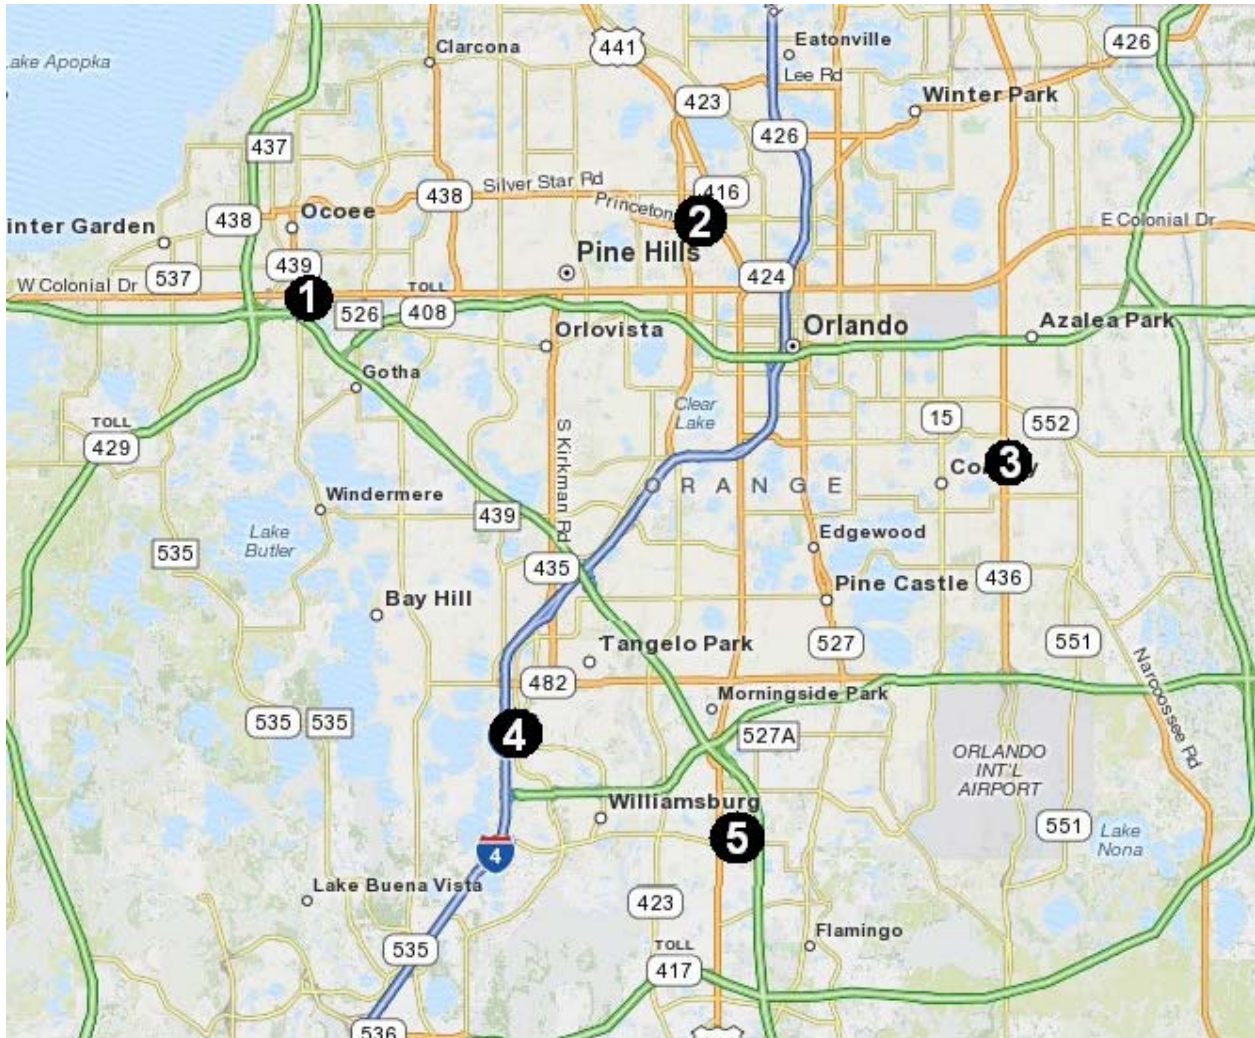 Clarcona
441
Eatonville
426
ake Apopka
Lee Rd
423
Winter Park
426
437
Silver Star Rd
416
438
Princeton
438
Ocoee
2
E Colonial Dr
inter Garden
Pine Hills
439
537
W Colonial Dr
1
TOLL
424
526
408
Orlovista
Orlando
Azalea Park
Gotha
Clear
Lake
15
552
TOLL
429
S Kirkman Rd
3
ORANGE
Windermere
439
Lake
Butler
535
Edgewood
435
436
Pine Castle
Bay Hill
Tangelo Park
527
551
Narcoossee Rd
482
Morningside Park
535
535
4
527A
ORLANDO
INT'L
AIRPORT
Williamsburg
5
551
Lake
Nona
4
Lake Buena Vista
423
535
Flamingo
TOLL
417
536